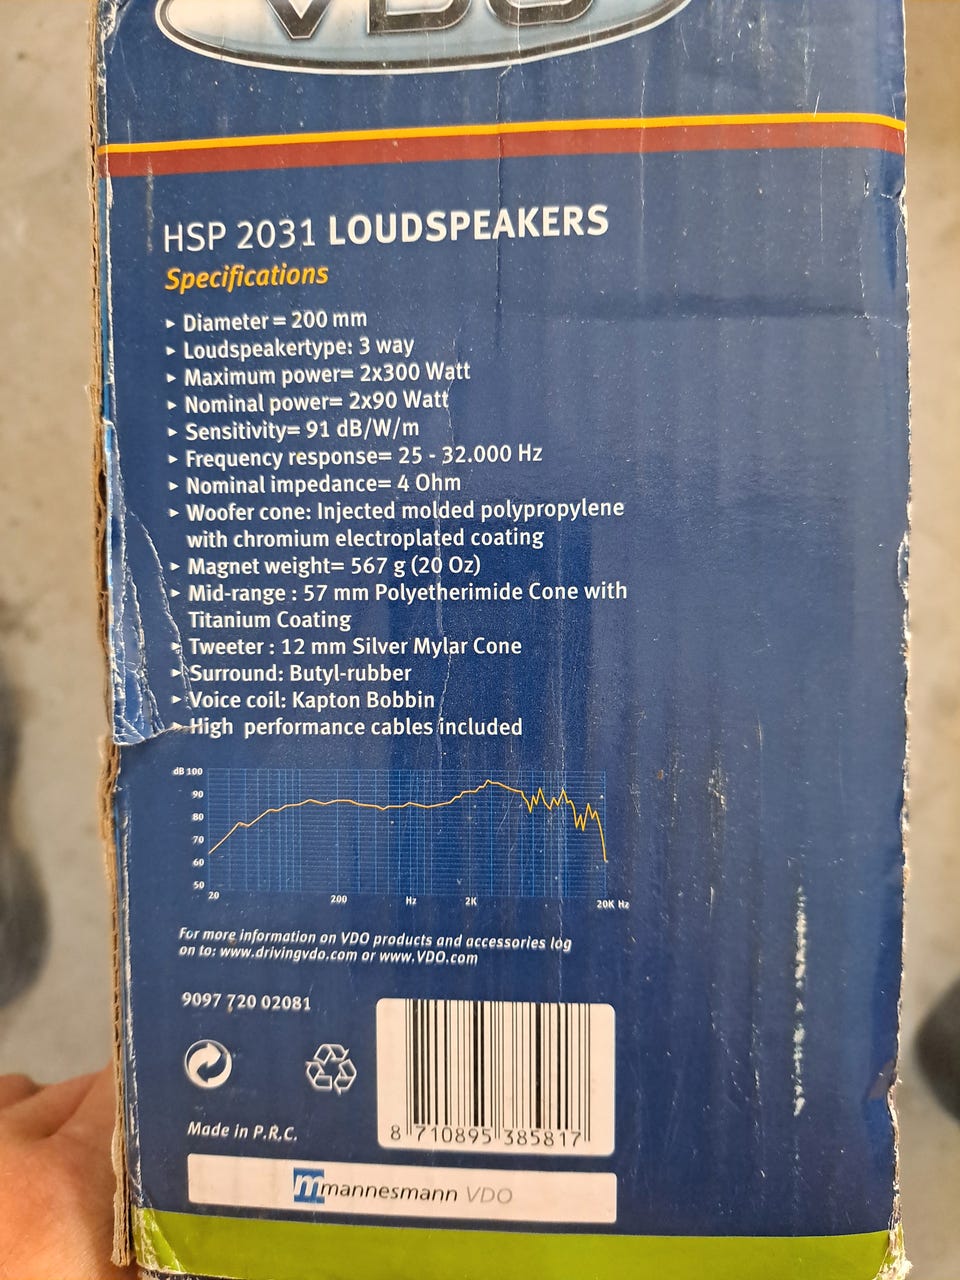 VDO
HSP 2031 LOUDSPEAKERS
Specifications
▸ Diameter = 200 mm
▸ Loudspeakertype: 3 way
▸ Maximum power= 2x300 Watt
▸ Nominal power= 2x90 Watt
▸ Sensitivity= 91 dB/W/m
▸ Frequency response= 25 - 32.000 Hz
▸ Nominal impedance= 4 Ohm
▸ Woofer cone: Injected molded polypropylene
with chromium electroplated coating
▸ Magnet weight= 567 g (20 Oz)
▸ Mid-range : 57 mm Polyetherimide Cone with
Titanium Coating
▸ Tweeter : 12 mm Silver Mylar Cone
▸ Surround: Butyl-rubber
▸ Voice coil: Kapton Bobbin
▸ High performance cables included
dB 100
90
80
70
60
50
20 200 Hz 2K 20K Hz
For more information on VDO products and accessories log
on to: www.drivingvdo.com or www.VDO.com
9097 720 02081
8 710895 385817
Made in P.R.C.
m mannesmann VDO